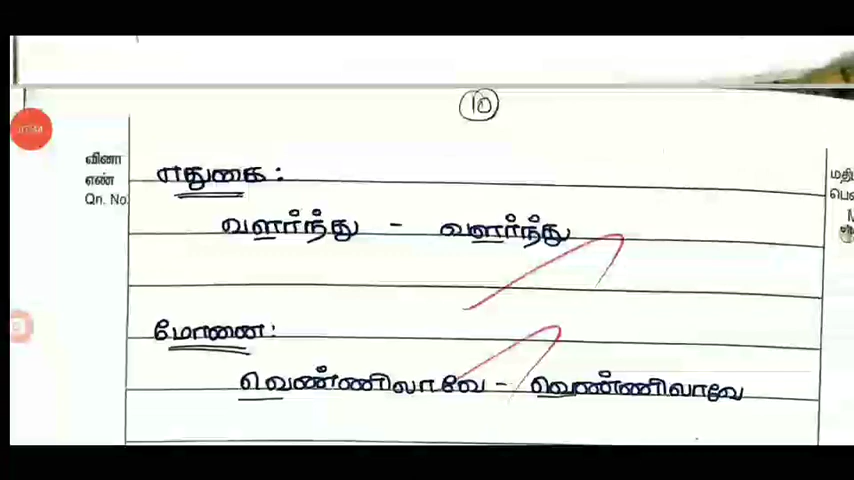 10
வினா
எண்
Qn. No.
எதுகை:
வளர்ந்து - வளர்ந்து
மோனை:
வெண்ணிலாவே - வெண்ணிலாவே